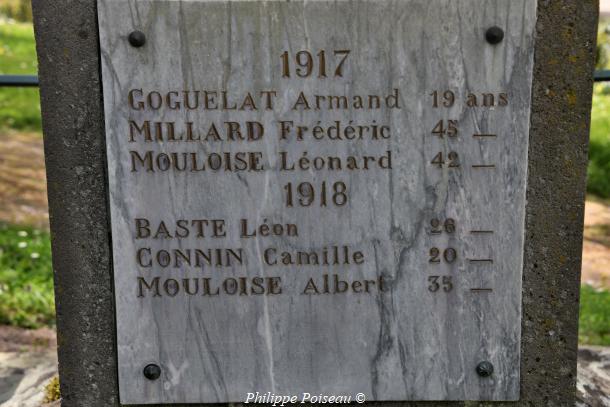 1917
GOGUELAT Armand 19 ans
MILLARD Frédéric 45 —
MOULOISE Léonard 42 —
1918
BASTE Léon 26 —
CONNIN Camille 20 —
MOULOISE Albert 35 —
Philippe Poiseau ©